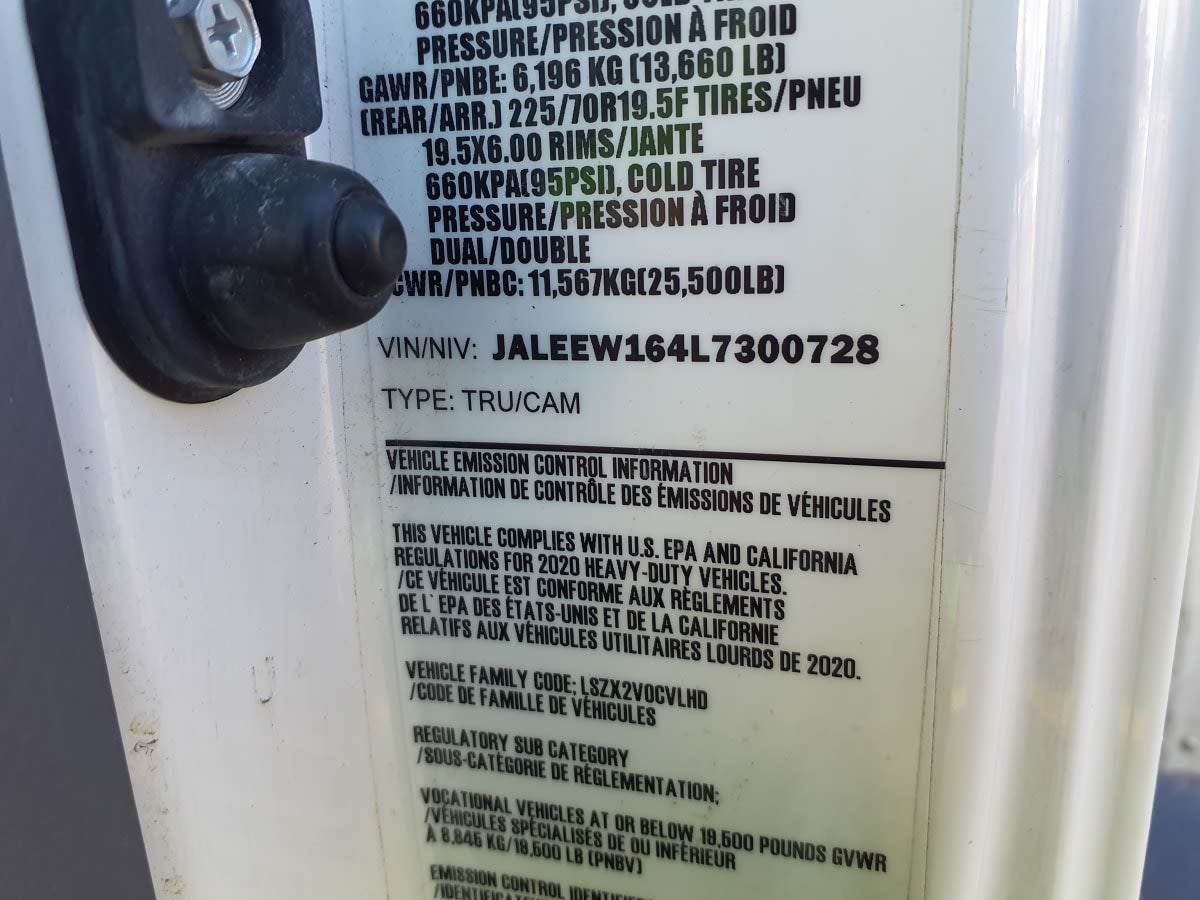 660KPA(95PSI), COLD TIRE
PRESSURE/PRESSION À FROID
GAWR/PNBE: 6,196 KG (13,660 LB)
(REAR/ARR.) 225/70R19.5F TIRES/PNEU
19.5X6.00 RIMS/JANTE
660KPA(95PSI), COLD TIRE
PRESSURE/PRESSION À FROID
DUAL/DOUBLE
CWR/PNBC: 11,567KG(25,500LB)
VIN/NIV: JALEEW164L7300728
TYPE: TRU/CAM
VEHICLE EMISSION CONTROL INFORMATION
/INFORMATION DE CONTRÔLE DES ÉMISSIONS DE VÉHICULES
THIS VEHICLE COMPLIES WITH U.S. EPA AND CALIFORNIA
REGULATIONS FOR 2020 HEAVY-DUTY VEHICLES.
/CE VÉHICULE EST CONFORME AUX RÈGLEMENTS
DE L'EPA DES ÉTATS-UNIS ET DE LA CALIFORNIE
RELATIFS AUX VÉHICULES UTILITAIRES LOURDS DE 2020.
VEHICLE FAMILY CODE; LSZX2VOCVLHD
/CODE DE FAMILLE DE VÉHICULES
REGULATORY SUB CATEGORY
/SOUS-CATÉGORIE DE RÉGLEMENTATION;
VOCATIONAL VEHICLES AT OR BELOW 19,500 POUNDS GVWR
/VÉHICULES SPÉCIALISÉS DE OU INFÉRIEUR
À 8,845 KG/19,500 LB (PNBV)
EMISSION CONTROL